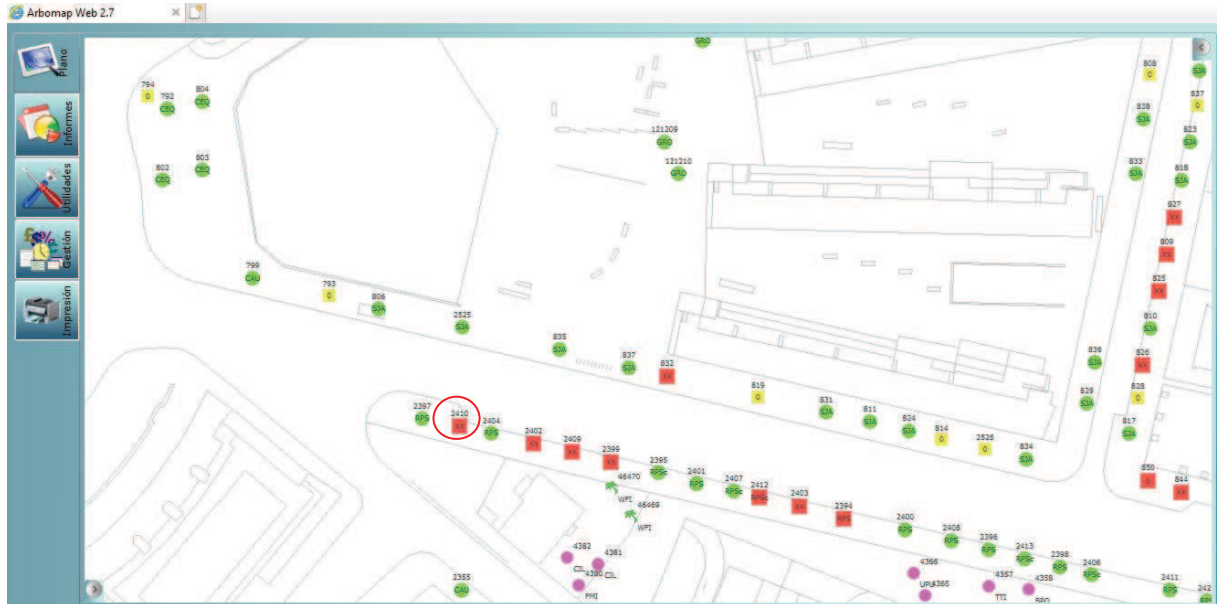 Arbomap Web 2.7
Plano
Informes
Utilidades
Gestión
Impresión
GRO
794
0
792
CEQ
804
CEQ
802
CEQ
803
CEQ
121209
GRO
121210
GRO
808
0
SJA
837
0
838
SJA
823
SJA
833
SJA
818
SJA
827
XX
809
XX
825
XX
810
SJA
799
CAU
793
0
806
SJA
2525
SJA
835
SJA
837
SJA
832
XX
819
0
831
SJA
811
SJA
824
SJA
814
0
2526
0
834
SJA
836
SJA
826
XX
829
SJA
828
0
817
SJA
850
844
XX
2397
RPS
2410
XX
2404
RPS
2402
XX
2409
XX
2399
XX
2395
RPSc
2401
RPS
2407
RPSc
2412
RPSc
2403
XX
2394
RPS
2400
RPS
2408
RPS
2396
RPS
2413
RPSc
2398
RPS
2406
RPSc
2411
RPS
242
RPS
46470
WFI
46469
WFI
4382
CJL
4381
CJL
4380
FMI
2355
CAU
4366
UPU
4365
4357
TTI
4358
BPO